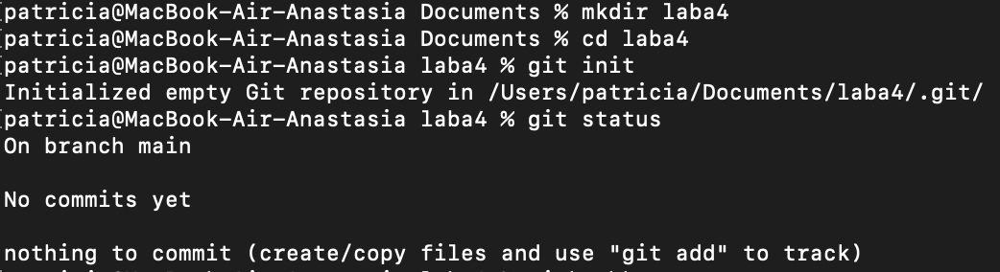 patricia@MacBook-Air-Anastasia Documents % mkdir laba4
patricia@MacBook-Air-Anastasia Documents % cd laba4
patricia@MacBook-Air-Anastasia laba4 % git init
Initialized empty Git repository in /Users/patricia/Documents/laba4/.git/
patricia@MacBook-Air-Anastasia laba4 % git status
On branch main
No commits yet
nothing to commit (create/copy files and use "git add" to track)